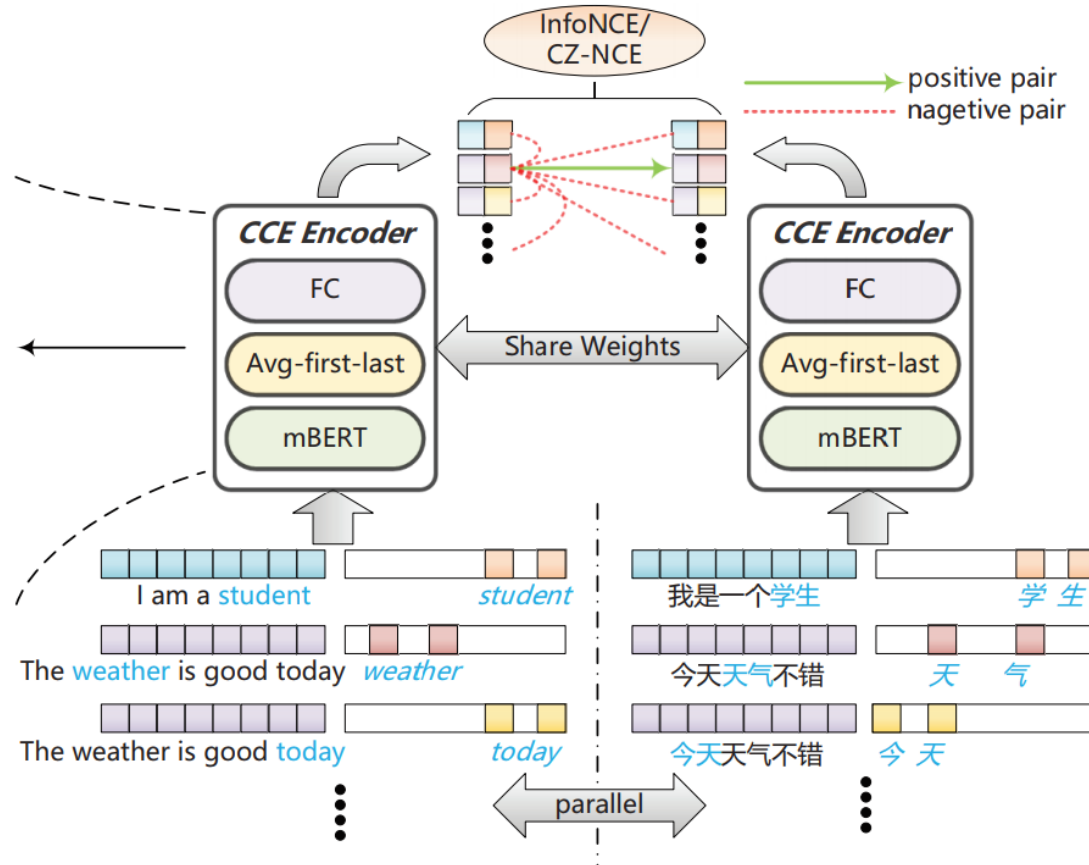 InfoNCE/
CZ-NCE
positive pair
nagetive pair
CCE Encoder
FC
Avg-first-last
mBERT
Share Weights
CCE Encoder
FC
Avg-first-last
mBERT
I am a student
student
我是一个学生
学 生
The weather is good today
weather
今天天气不错
天 气
The weather is good today
today
今天天气不错
今 天
parallel